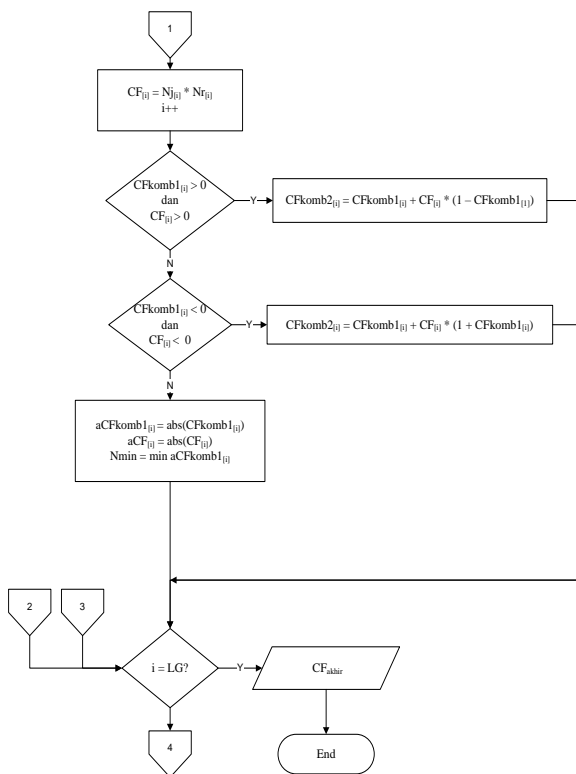 1
CF[i] = Nj[i] * Nr[i]
i++
CFkomb1[i] > 0
dan
CF[i] > 0
Y
CFkomb2[i] = CFkomb1[i] + CF[i] * (1 – CFkomb1[1])
N
CFkomb1[i] < 0
dan
CF[i] < 0
Y
CFkomb2[i] = CFkomb1[i] + CF[i] * (1 + CFkomb1[i])
N
aCFkomb1[i] = abs(CFkomb1[i])
aCF[i] = abs(CF[i])
Nmin = min aCFkomb1[i]
2
3
i = LG?
Y
CFakhir
4
End